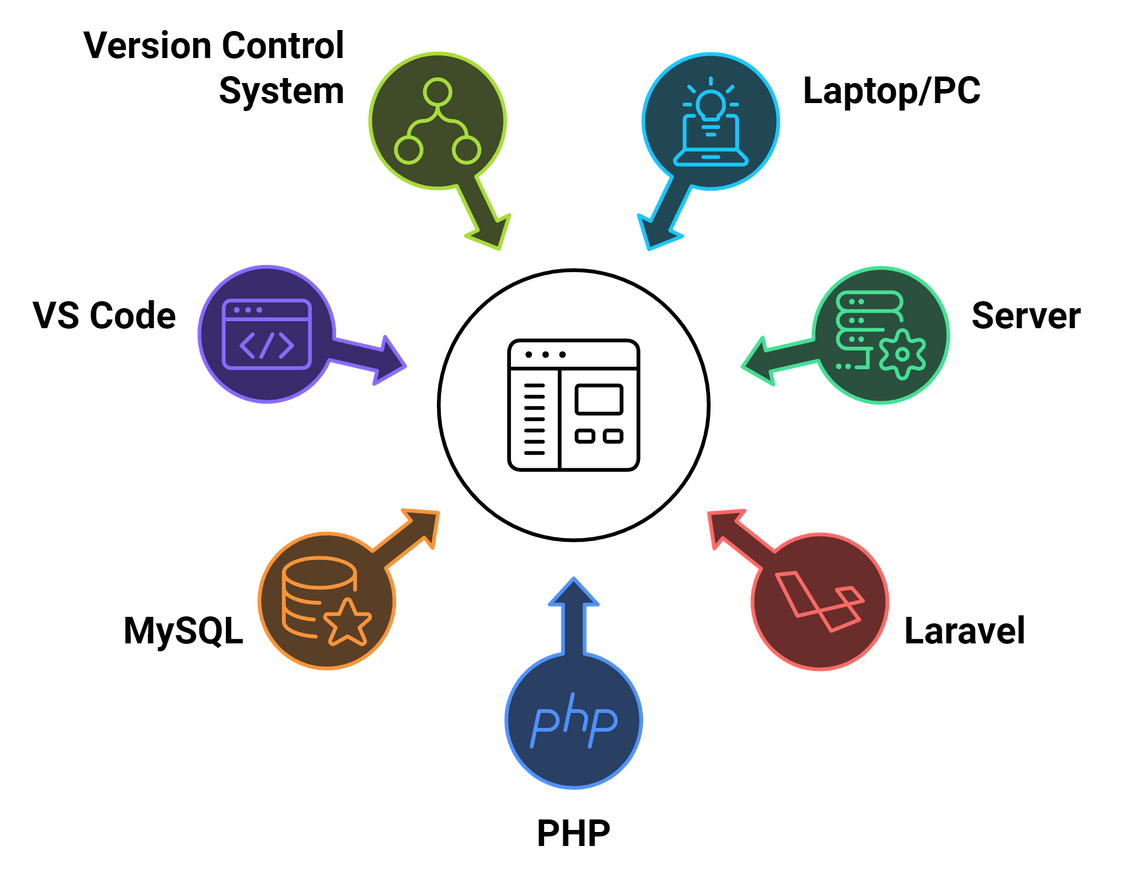 Version Control
System
Laptop/PC
VS Code
Server
MySQL
Laravel
php
PHP